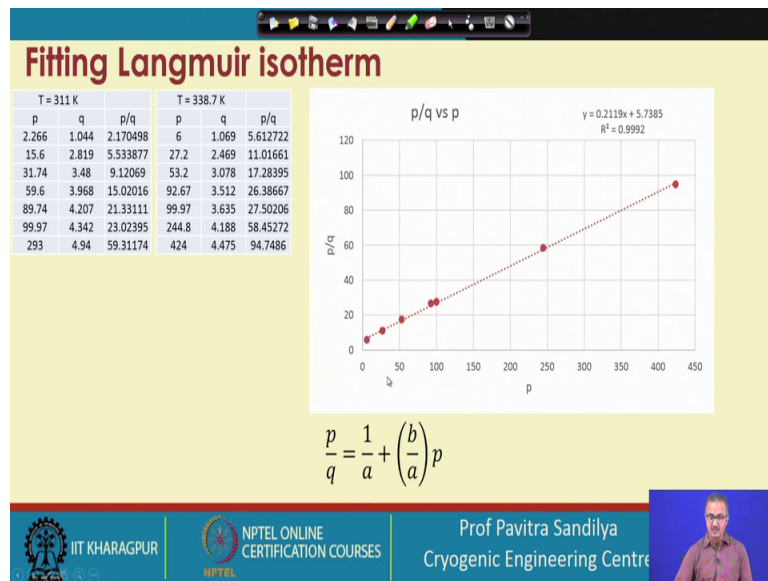 Fitting Langmuir isotherm
T = 311 K T = 338.7 K
p q p/q p q p/q
2.266 1.044 2.170498 6 1.069 5.612722
15.6 2.819 5.533877 27.2 2.469 11.01661
31.74 3.48 9.12069 53.2 3.078 17.28395
59.6 3.968 15.02016 92.67 3.512 26.38667
89.74 4.207 21.33111 99.97 3.635 27.50206
99.97 4.342 23.02395 244.8 4.188 58.45272
293 4.94 59.31174 424 4.475 94.7486
p/q vs p
y = 0.2119x + 5.7385
R² = 0.9992
120
100
80
60
40
20
0
p/q
0 50 100 150 200 250 300 350 400 450
p
p/q = 1/a + (b/a) p
IIT KHARAGPUR
NPTEL
NPTEL ONLINE
CERTIFICATION COURSES
Prof Pavitra Sandilya
Cryogenic Engineering Centre